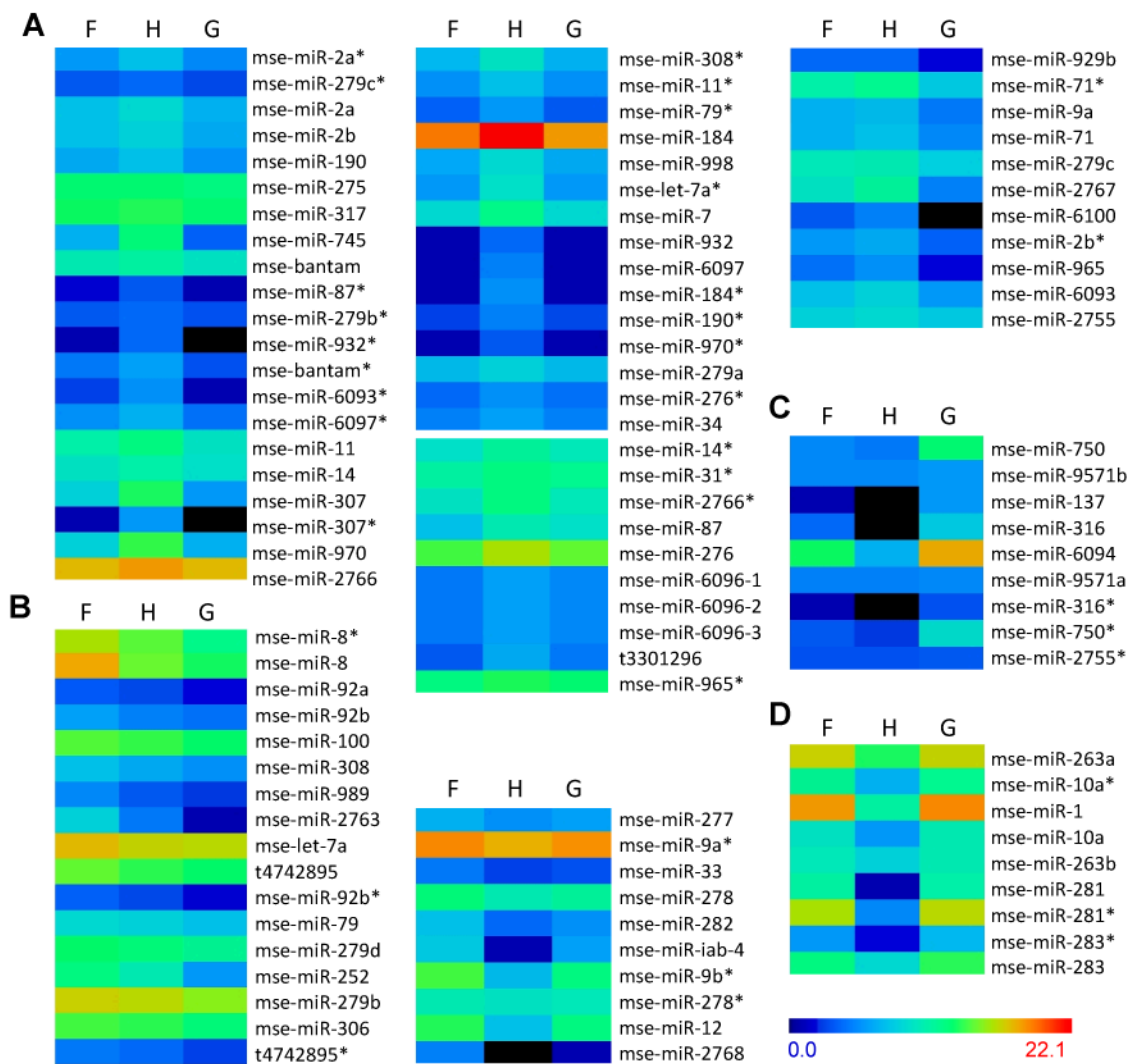 A
F H G
mse-miR-2a*
mse-miR-279c*
mse-miR-2a
mse-miR-2b
mse-miR-190
mse-miR-275
mse-miR-317
mse-miR-745
mse-bantam
mse-miR-87*
mse-miR-279b*
mse-miR-932*
mse-bantam*
mse-miR-6093*
mse-miR-6097*
mse-miR-11
mse-miR-14
mse-miR-307
mse-miR-307*
mse-miR-970
mse-miR-2766
F H G
mse-miR-308*
mse-miR-11*
mse-miR-79*
mse-miR-184
mse-miR-998
mse-let-7a*
mse-miR-7
mse-miR-932
mse-miR-6097
mse-miR-184*
mse-miR-190*
mse-miR-970*
mse-miR-279a
mse-miR-276*
mse-miR-34
mse-miR-14*
mse-miR-31*
mse-miR-2766*
mse-miR-87
mse-miR-276
mse-miR-6096-1
mse-miR-6096-2
mse-miR-6096-3
t3301296
mse-miR-965*
F H G
mse-miR-929b
mse-miR-71*
mse-miR-9a
mse-miR-71
mse-miR-279c
mse-miR-2767
mse-miR-6100
mse-miR-2b*
mse-miR-965
mse-miR-6093
mse-miR-2755
B
F H G
mse-miR-8*
mse-miR-8
mse-miR-92a
mse-miR-92b
mse-miR-100
mse-miR-308
mse-miR-989
mse-miR-2763
mse-let-7a
t4742895
mse-miR-92b*
mse-miR-79
mse-miR-279d
mse-miR-252
mse-miR-279b
mse-miR-306
t4742895*
F H G
mse-miR-277
mse-miR-9a*
mse-miR-33
mse-miR-278
mse-miR-282
mse-miR-iab-4
mse-miR-9b*
mse-miR-278*
mse-miR-12
mse-miR-2768
C
F H G
mse-miR-750
mse-miR-9571b
mse-miR-137
mse-miR-316
mse-miR-6094
mse-miR-9571a
mse-miR-316*
mse-miR-750*
mse-miR-2755*
D
F H G
mse-miR-263a
mse-miR-10a*
mse-miR-1
mse-miR-10a
mse-miR-263b
mse-miR-281
mse-miR-281*
mse-miR-283*
mse-miR-283
0.0 22.1